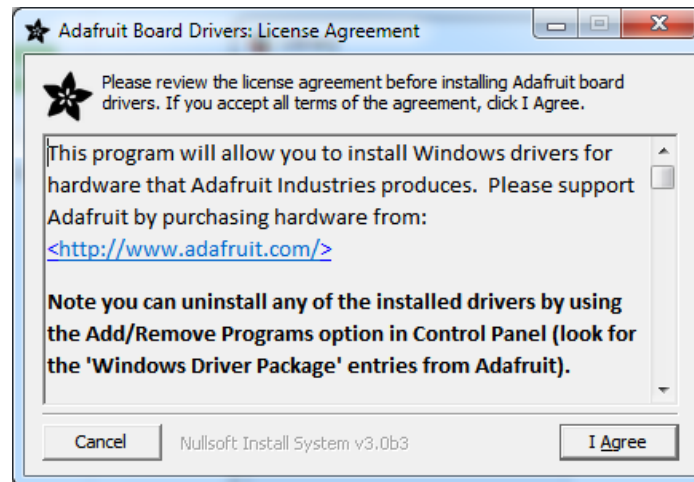 Adafruit Board Drivers: License Agreement
Please review the license agreement before installing Adafruit board
drivers. If you accept all terms of the agreement, click I Agree.
This program will allow you to install Windows drivers for
hardware that Adafruit Industries produces.  Please support
Adafruit by purchasing hardware from:
<http://www.adafruit.com/>
Note you can uninstall any of the installed drivers by using
the Add/Remove Programs option in Control Panel (look for
the 'Windows Driver Package' entries from Adafruit).
Cancel
Nullsoft Install System v3.0b3
I Agree